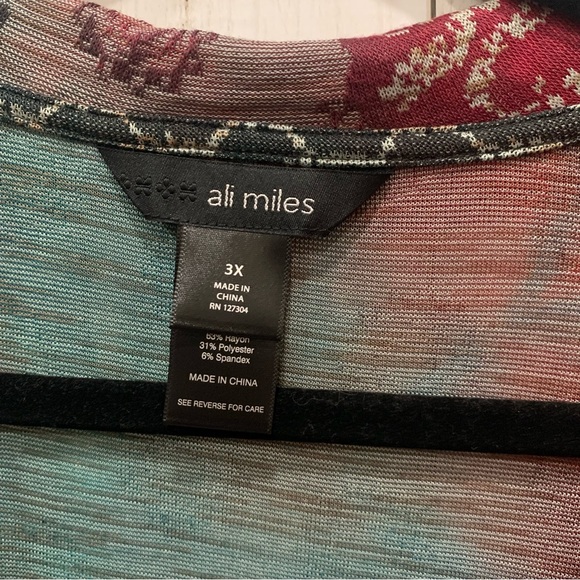 ali miles
3X
MADE IN
CHINA
RN 127304
63% Rayon
31% Polyester
6% Spandex
MADE IN CHINA
SEE REVERSE FOR CARE